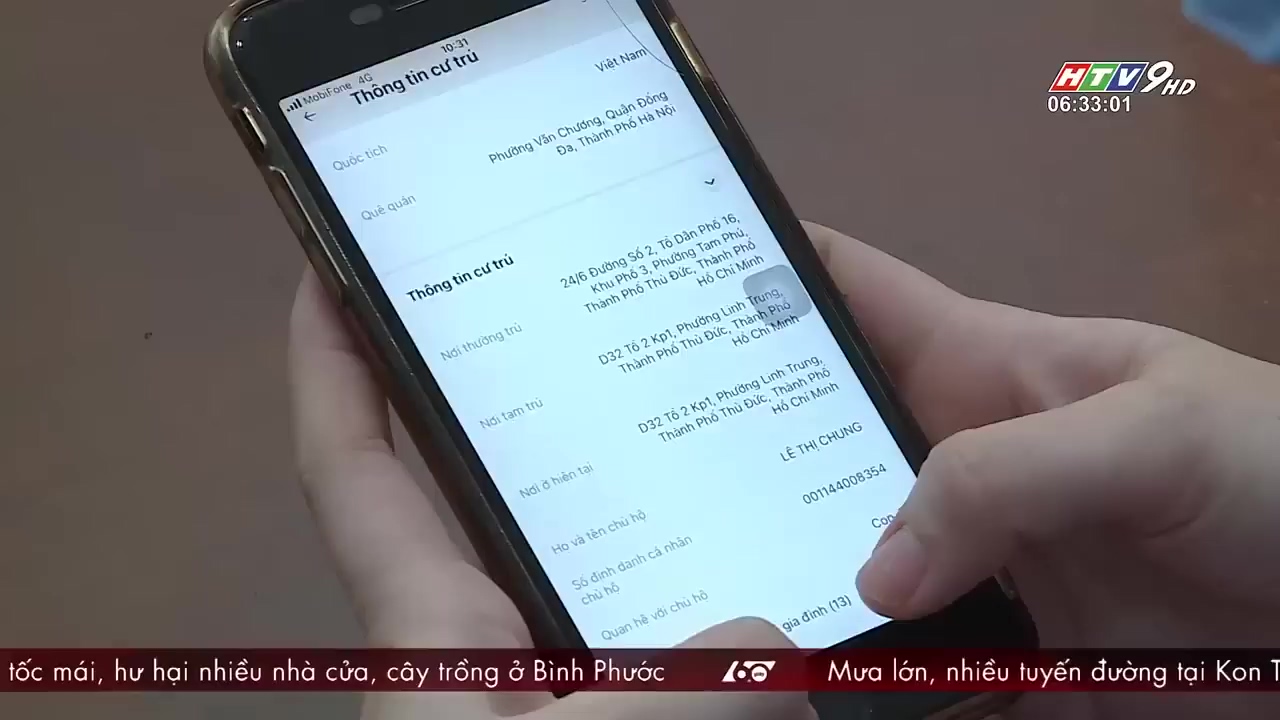 HTV9HD
06:33:01
MobiFone 4G
10:31
Thông tin cư trú
Quốc tịch
Việt Nam
Quê quán
Phường Văn Chương, Quận Đống
Đa, Thành Phố Hà Nội
Thông tin cư trú
Nơi thường trú
24/6 Đường Số 2, Tổ Dân Phố 16,
Khu Phố 3, Phường Tam Phú,
Thành Phố Thủ Đức, Thành Phố
Hồ Chí Minh
Nơi tạm trú
D32 Tổ 2 Kp1, Phường Linh Trung,
Thành Phố Thủ Đức, Thành Phố
Hồ Chí Minh
Nơi ở hiện tại
D32 Tổ 2 Kp1, Phường Linh Trung,
Thành Phố Thủ Đức, Thành Phố
Hồ Chí Minh
Họ và tên chủ hộ
LÊ THỊ CHUNG
Số định danh cá nhân
chủ hộ
001144008354
Quan hệ với chủ hộ
Con
gia đình (13)
tốc mái, hư hại nhiều nhà cửa, cây trồng ở Bình Phước
60
Mưa lớn, nhiều tuyến đường tại Kon T